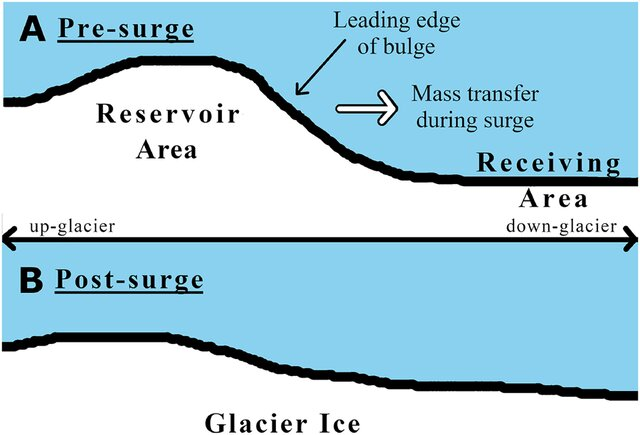 A Pre-surge
Leading edge
of bulge
Reservoir
Area
Mass transfer
during surge
Receiving
Area
up-glacier
down-glacier
B Post-surge
Glacier Ice